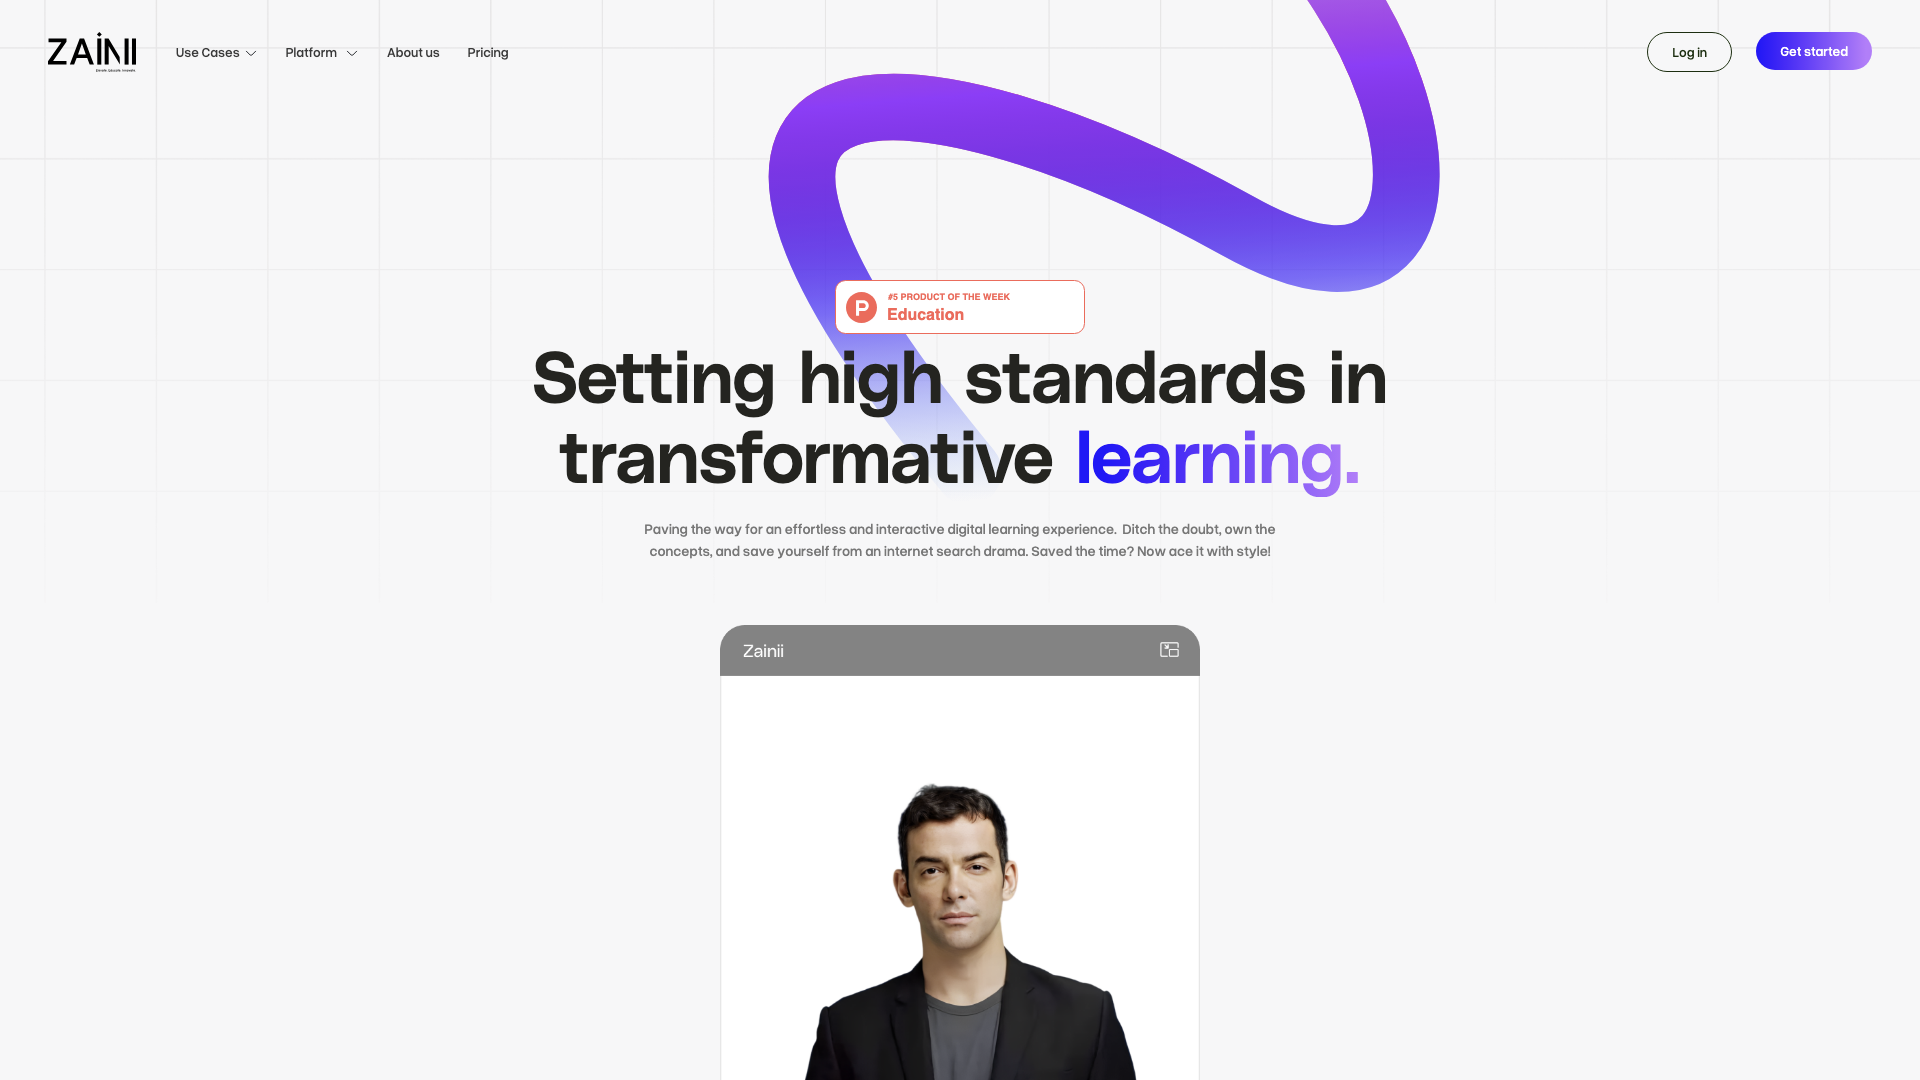 ZAINII
Use Cases
Platform
About us
Pricing
Log in
Get started
#5 PRODUCT OF THE WEEK
Education
Setting high standards in
transformative learning.
Paving the way for an effortless and interactive digital learning experience.  Ditch the doubt, own the
concepts, and save yourself from an internet search drama. Saved the time? Now ace it with style!
Zainii